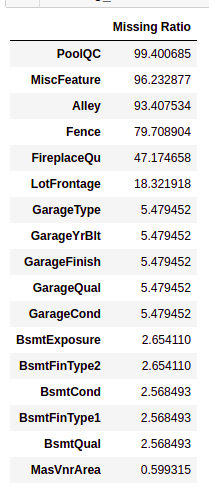 Missing Ratio
PoolQC 99.400685
MiscFeature 96.232877
Alley 93.407534
Fence 79.708904
FireplaceQu 47.174658
LotFrontage 18.321918
GarageType 5.479452
GarageYrBlt 5.479452
GarageFinish 5.479452
GarageQual 5.479452
GarageCond 5.479452
BsmtExposure 2.654110
BsmtFinType2 2.654110
BsmtCond 2.568493
BsmtFinType1 2.568493
BsmtQual 2.568493
MasVnrArea 0.599315